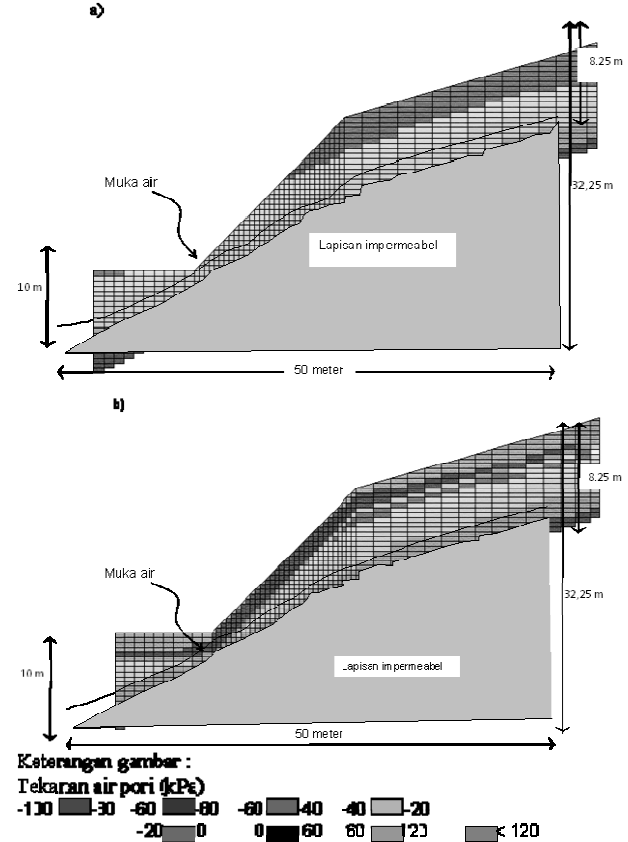 a)
8.25 m
Muka air
32,25 m
Lapisan impermeabel
10 m
50 meter
b)
8.25 m
Muka air
32,25 m
Lapisan impermeabel
10 m
50 meter
Keterangan gambar :
Tekanan air pori (kPa)
-100 -80 -60 -80 -60 -40 -40 -20
-20 0 0 60 60 120 < 120